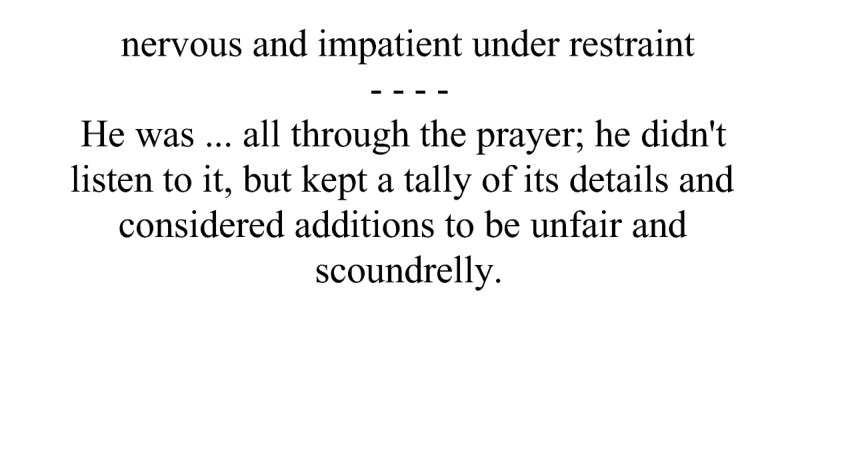 nervous and impatient under restraint
- - - -
He was ... all through the prayer; he didn't
listen to it, but kept a tally of its details and
considered additions to be unfair and
scoundrelly.